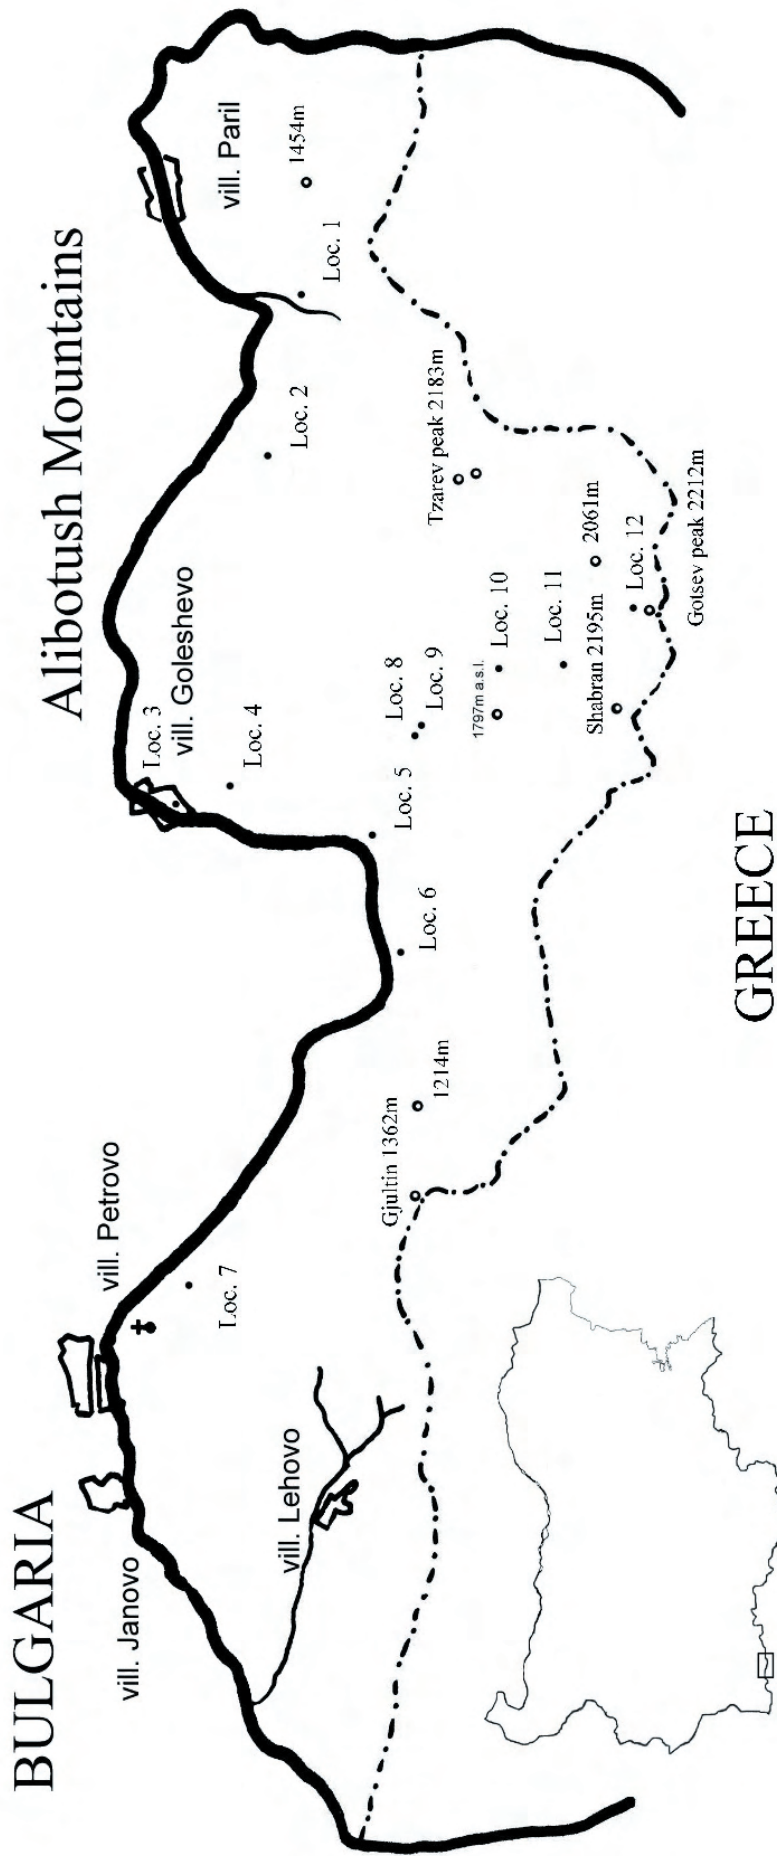 BULGARIA
Alibotush Mountains
vill. Janovo
vill. Petrovo
vill. Lehovo
Loc. 7
Gjultin 1362m
1214m
Loc. 6
Loc. 5
Loc. 3
vill. Goleshevo
Loc. 4
Loc. 8
Loc. 9
1797m a.s.l.
Loc. 10
Loc. 11
Shabran 2195m
2061m
Loc. 12
Gotsev peak 2212m
Tzarev peak 2183m
Loc. 2
Loc. 1
vill. Paril
1454m
GREECE